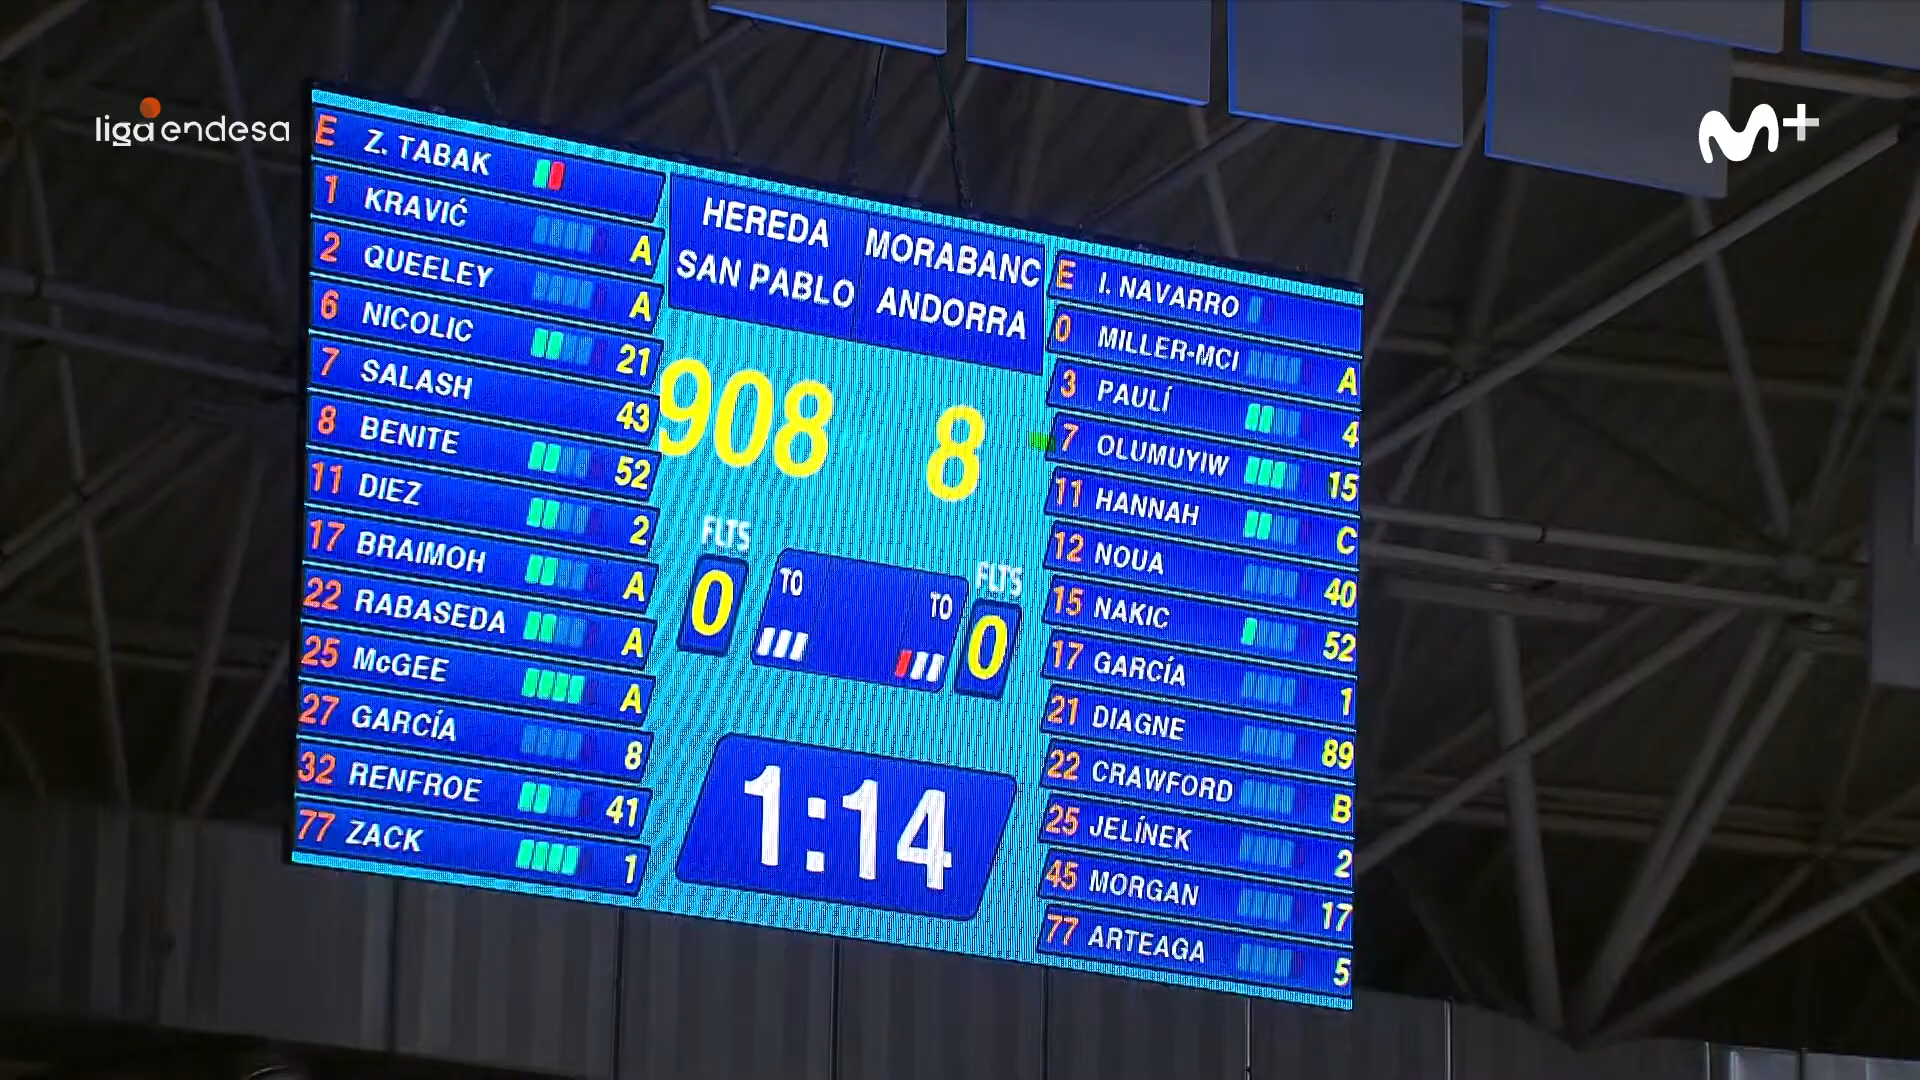 liga endesa
M+
E Z. TABAK
1 KRAVIĆ A
2 QUEELEY A
6 NICOLIC 21
7 SALASH 43
8 BENITE 52
11 DIEZ 2
17 BRAIMOH A
22 RABASEDA A
25 McGEE A
27 GARCÍA 8
32 RENFROE 41
77 ZACK 1
HEREDA
SAN PABLO
MORABANC
ANDORRA
908 8
FLTS
0
TO
TO
FLTS
0
1:14
E I. NAVARRO
0 MILLER-MCI A
3 PAULÍ 4
7 OLUMUYIW 15
11 HANNAH C
12 NOUA 40
15 NAKIC 52
17 GARCÍA 1
21 DIAGNE 89
22 CRAWFORD B
25 JELÍNEK 2
45 MORGAN 17
77 ARTEAGA 5